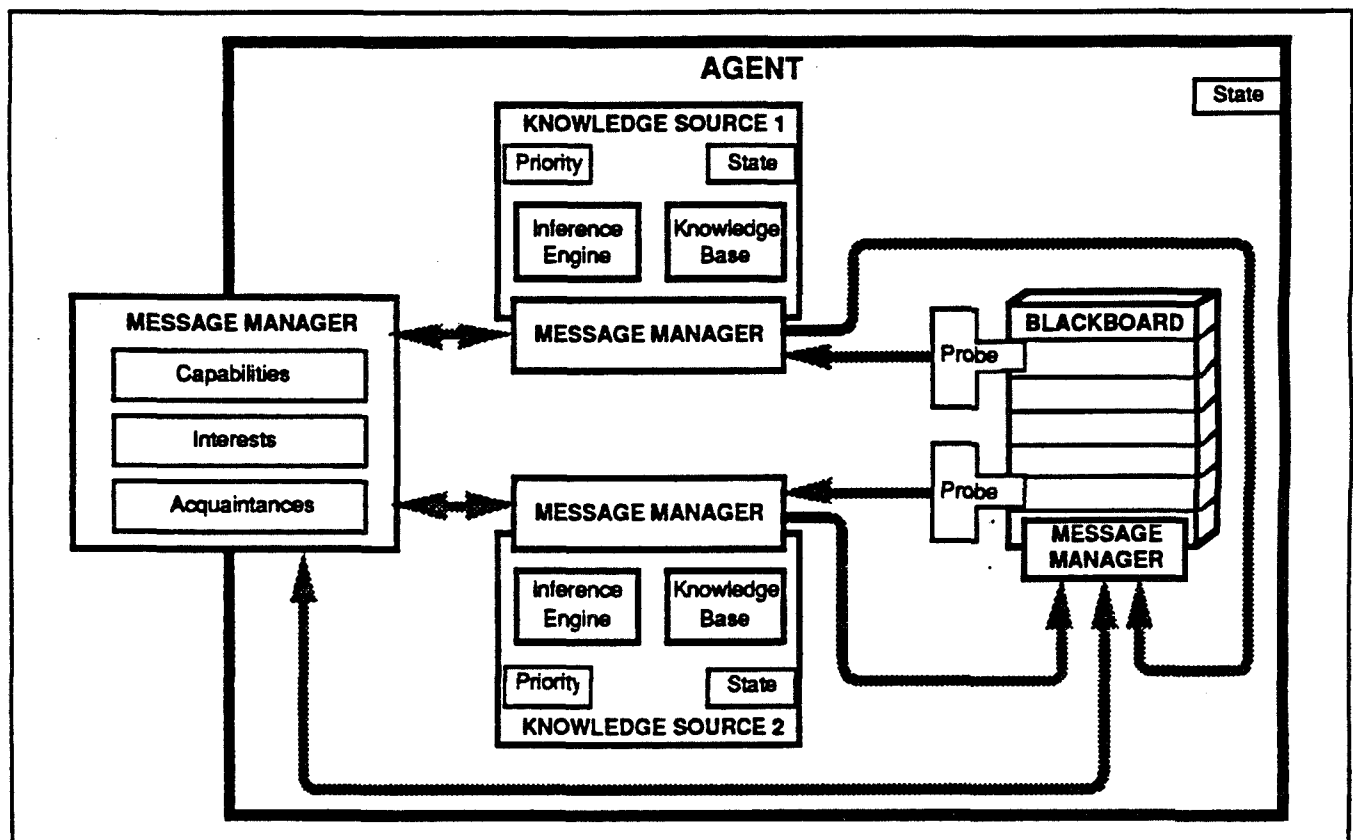 AGENT
State
KNOWLEDGE SOURCE 1
Priority
State
Inference
Engine
Knowledge
Base
MESSAGE MANAGER
MESSAGE MANAGER
Capabilities
Interests
Acquaintances
BLACKBOARD
Probe
Probe
MESSAGE
MANAGER
MESSAGE MANAGER
Inference
Engine
Knowledge
Base
Priority
State
KNOWLEDGE SOURCE 2